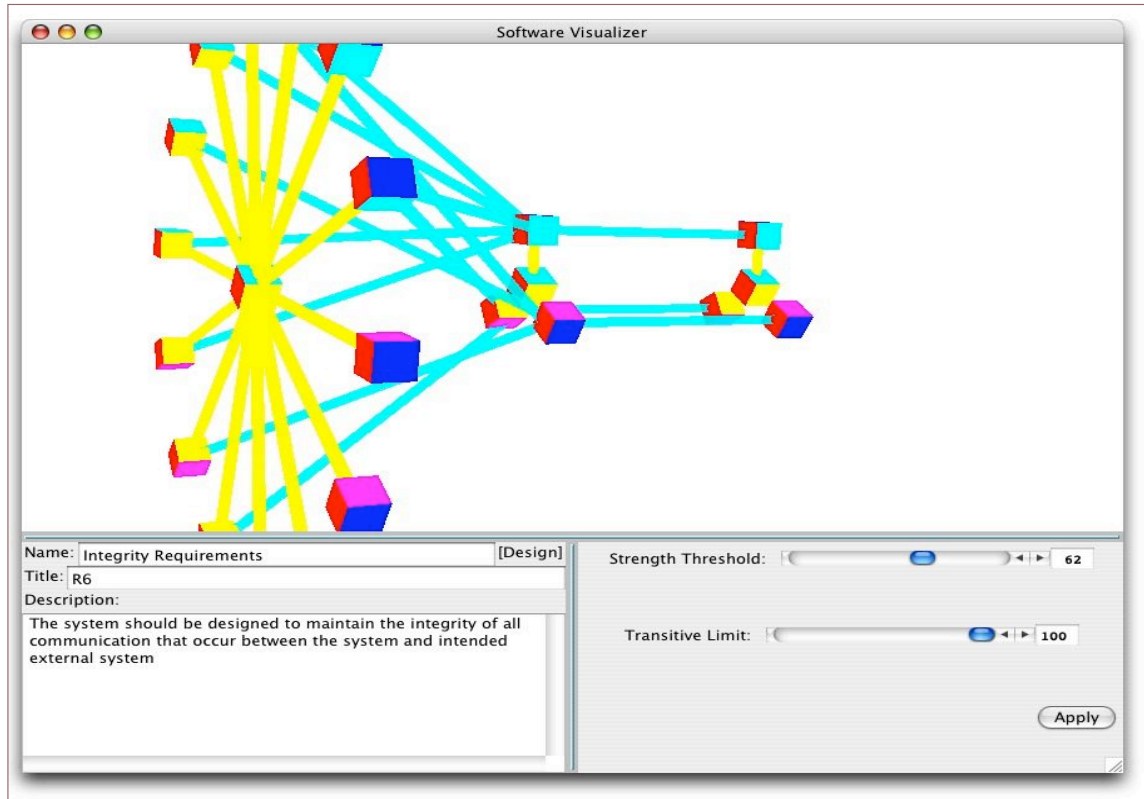 Software Visualizer
Name: Integrity Requirements [Design]
Title: R6
Description:
The system should be designed to maintain the integrity of all
communication that occur between the system and intended
external system
Strength Threshold: 62
Transitive Limit: 100
Apply